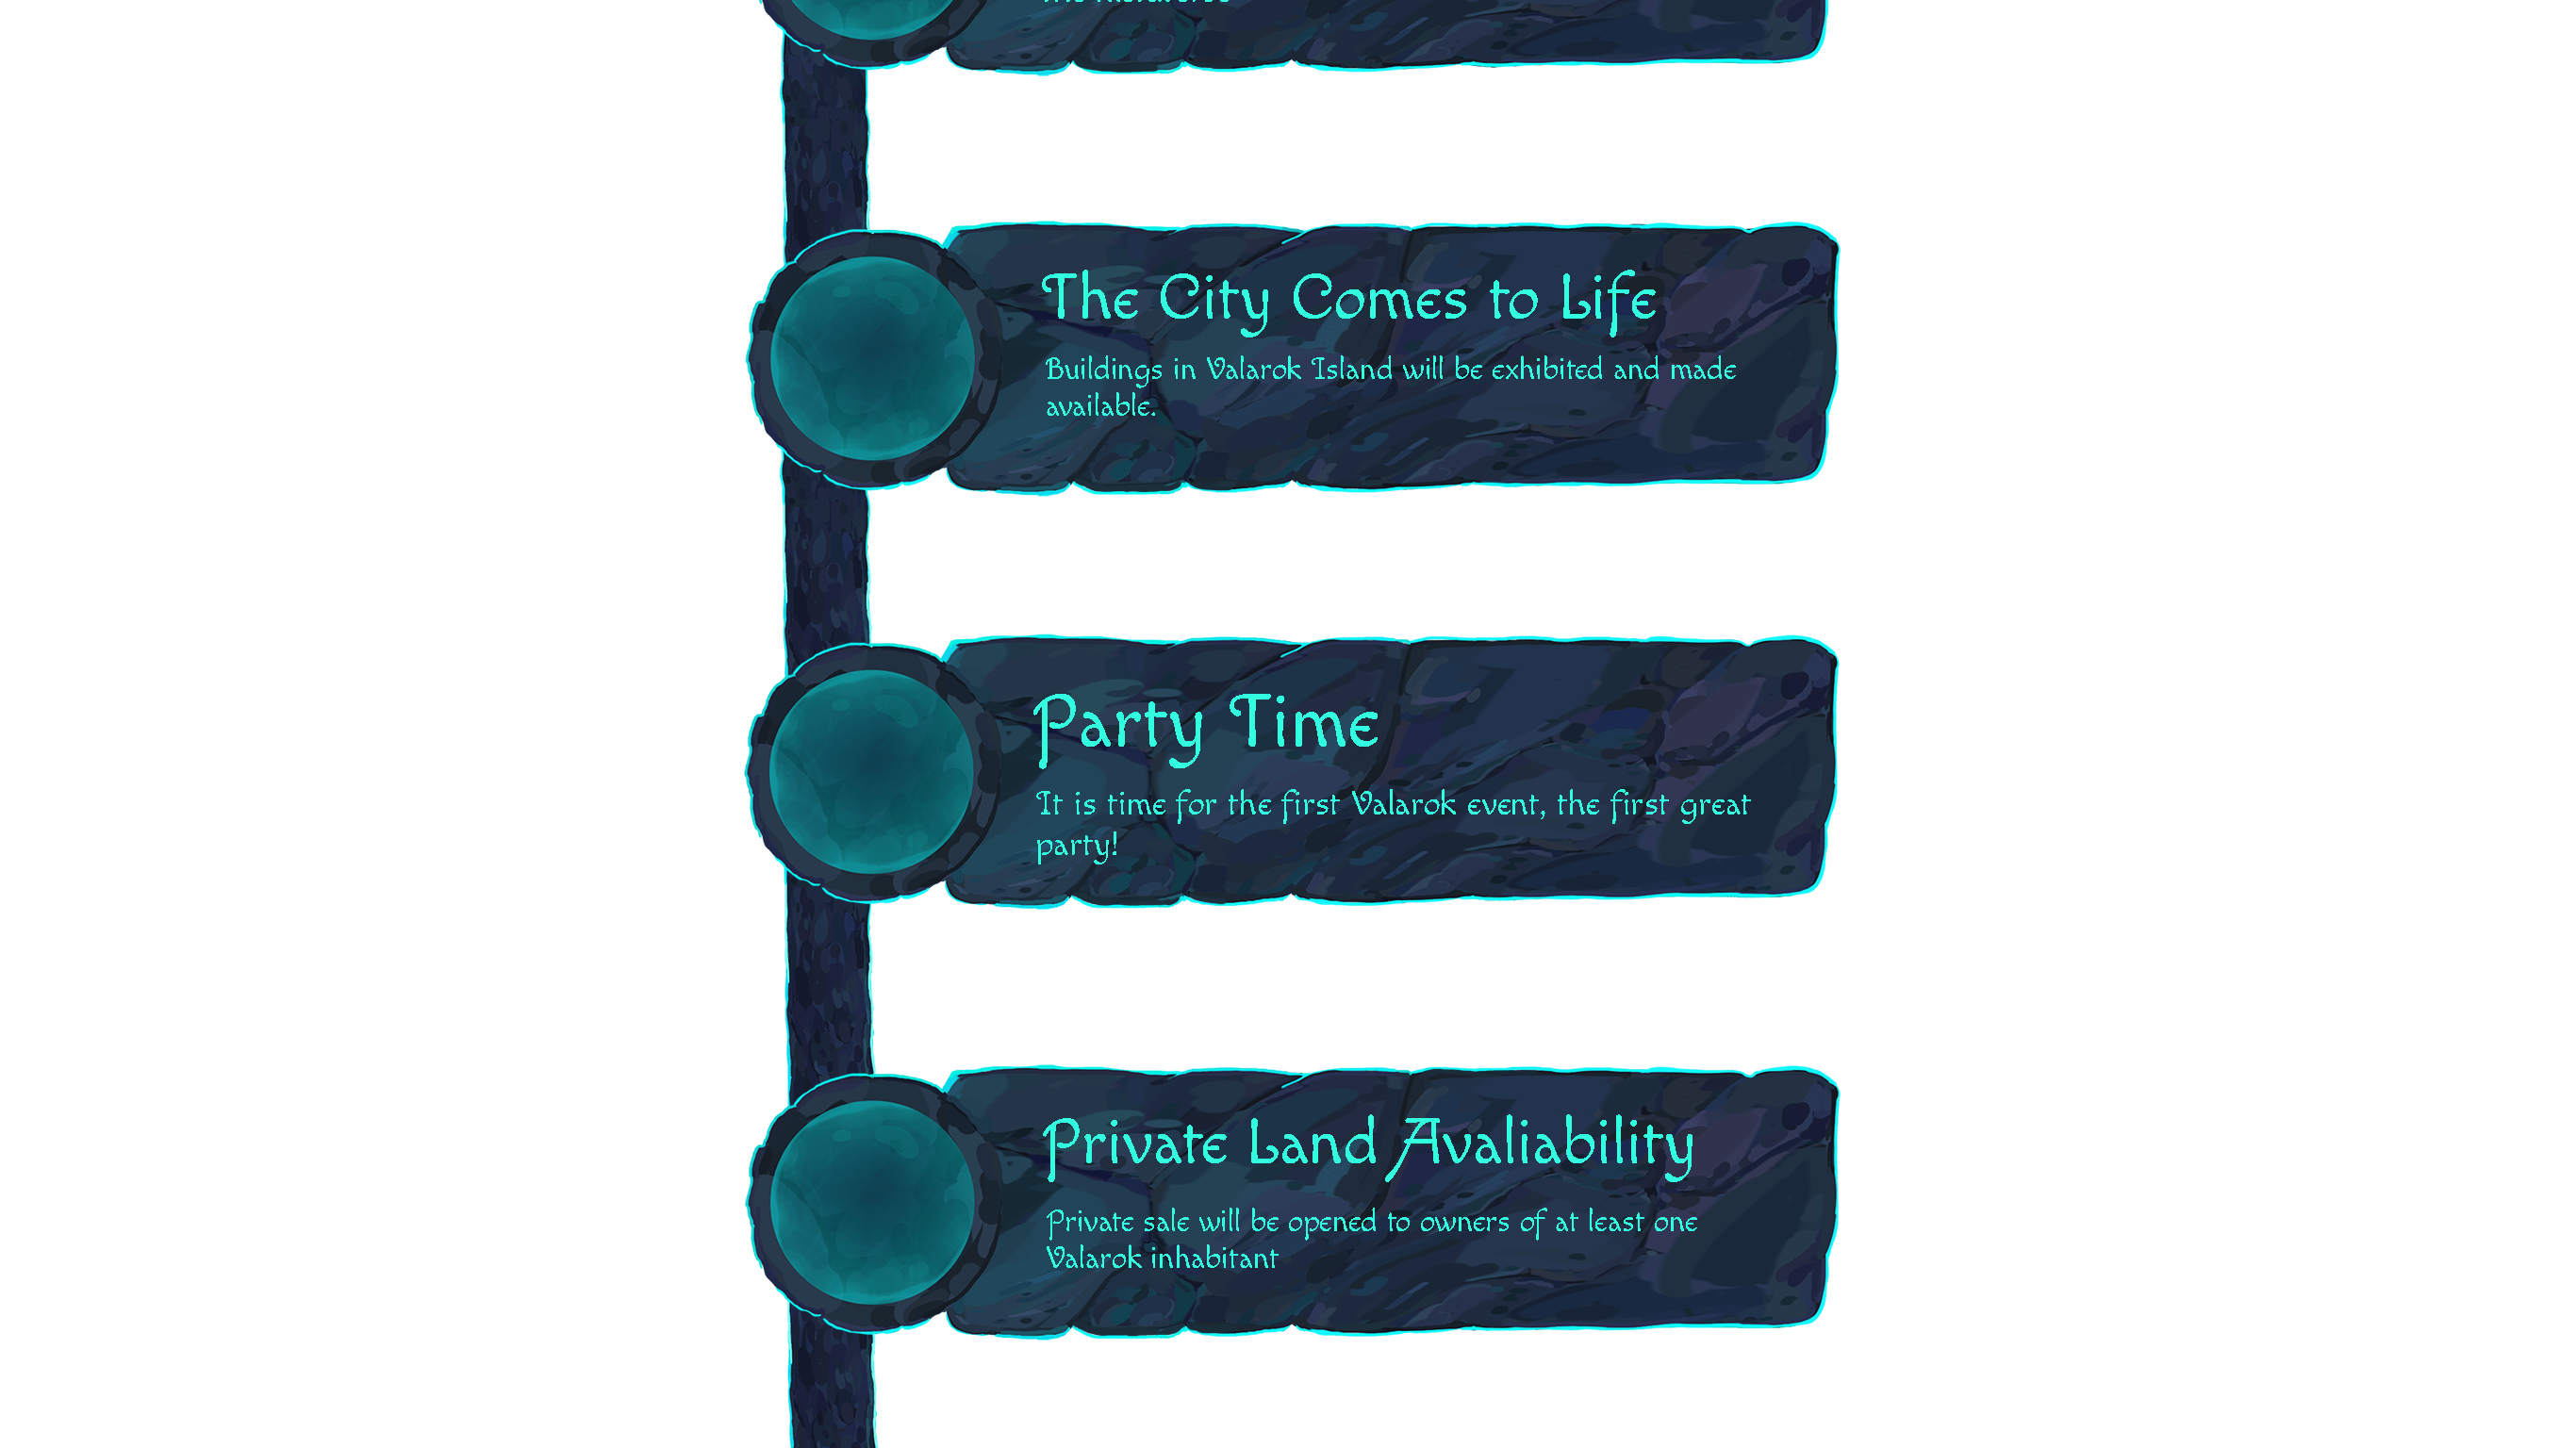 The City Comes to Life
Buildings in Valarok Island will be exhibited and made
available.
Party Time
It is time for the first Valarok event, the first great
party!
Private Land Avaliability
Private sale will be opened to owners of at least one
Valarok inhabitant